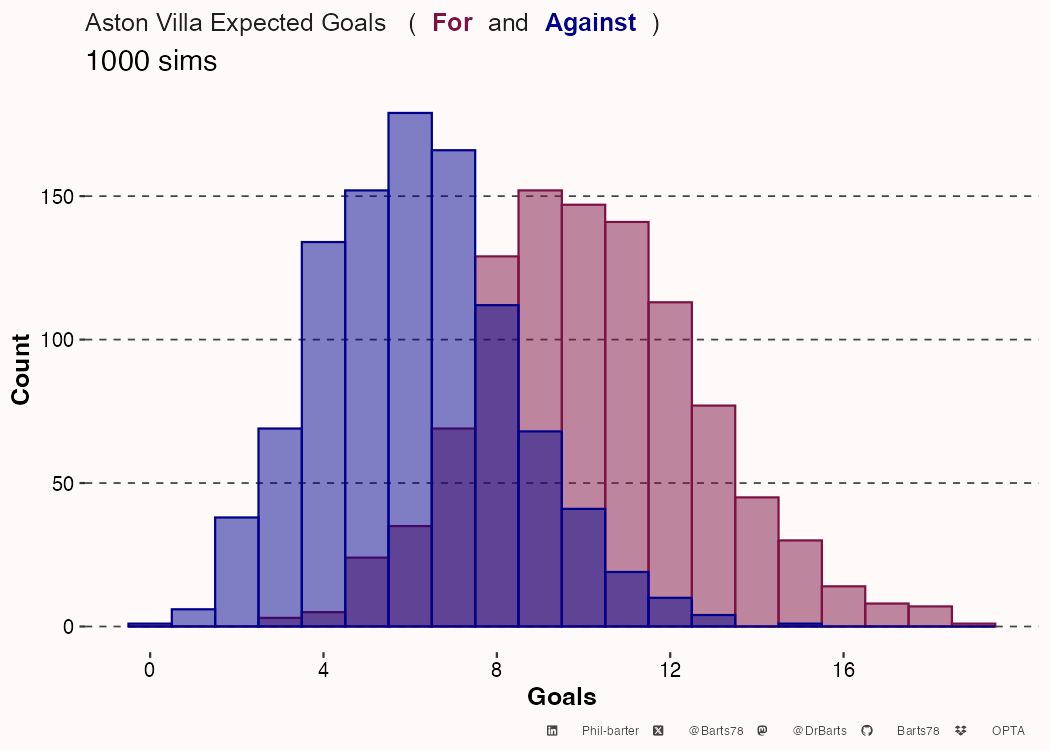 Aston Villa Expected Goals ( For and Against )
1000 sims
Count
150
100
50
0
0 4 8 12 16
Goals
Phil-barter @Barts78 @DrBarts Barts78 OPTA